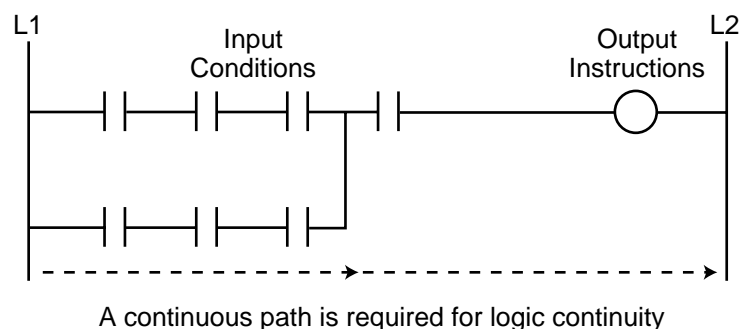 L1
Input
Conditions
Output
Instructions
L2
A continuous path is required for logic continuity